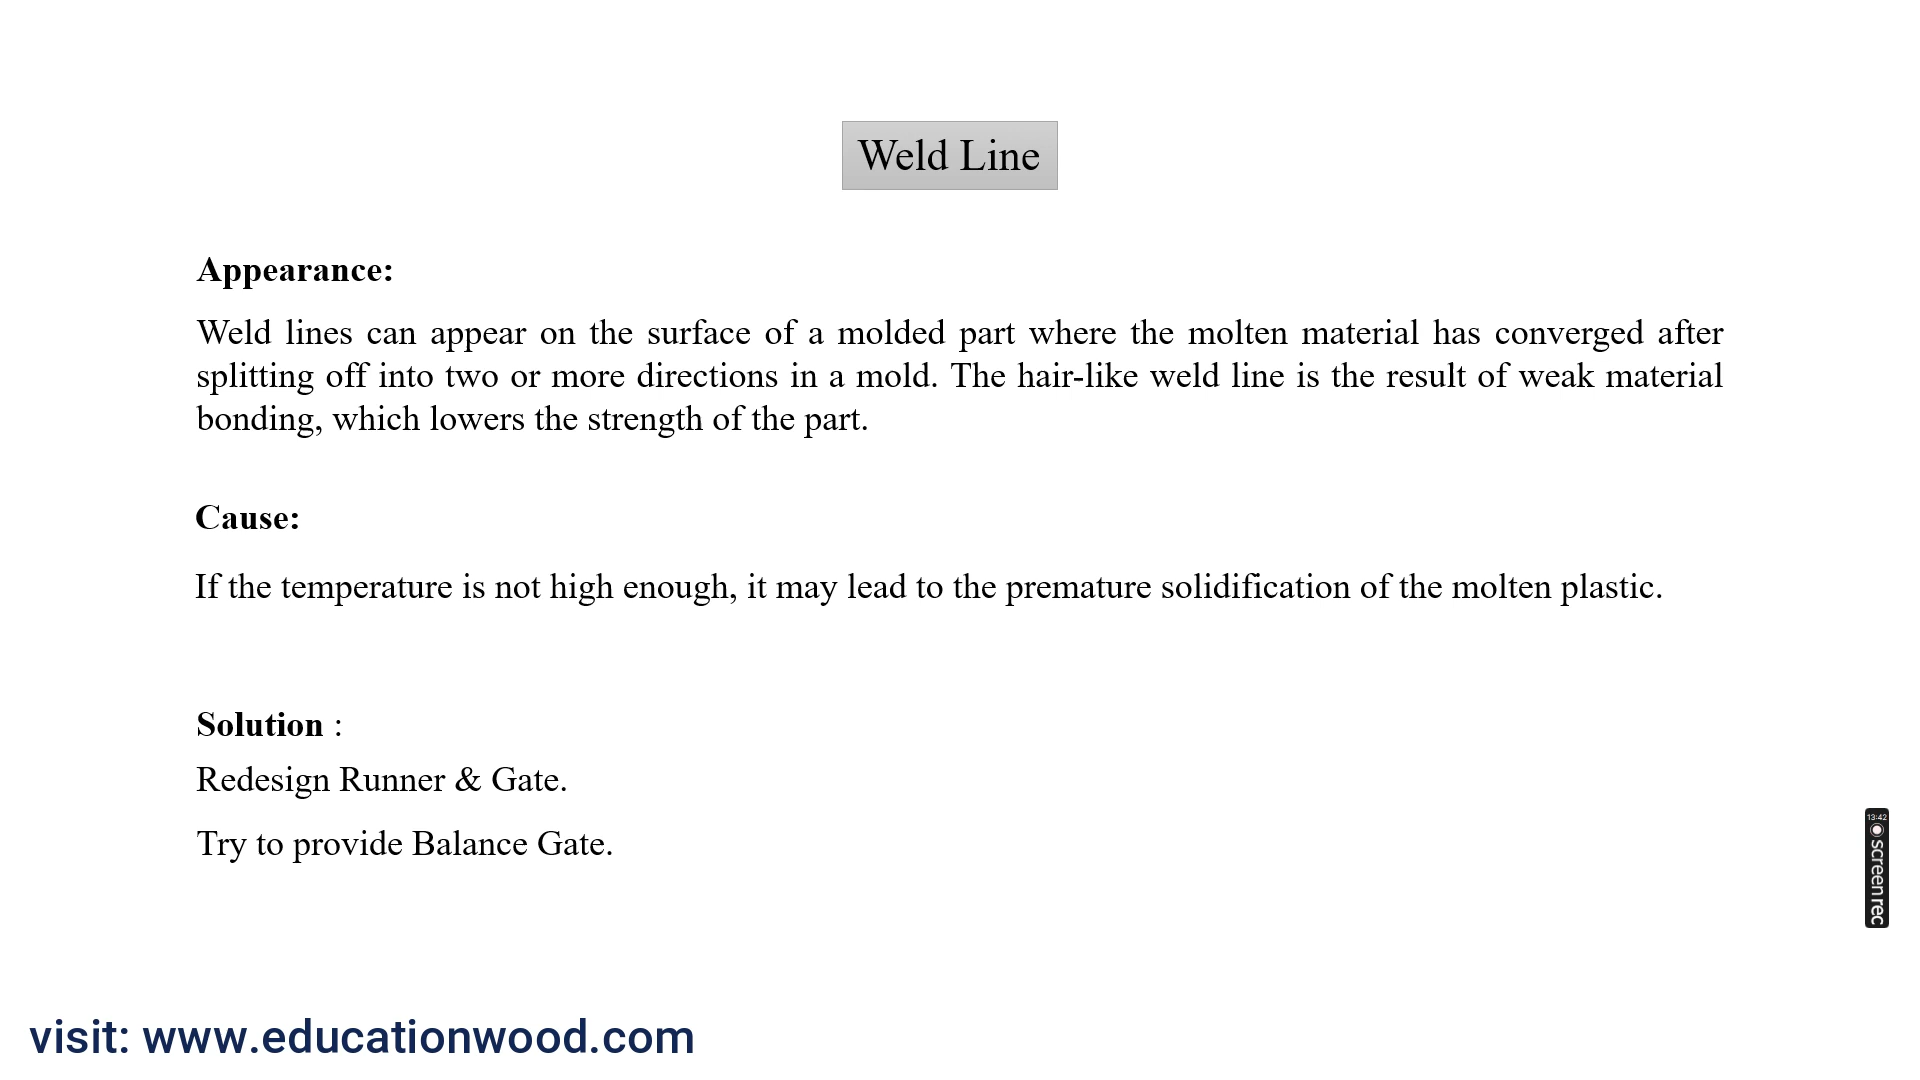 Weld Line
Appearance:
Weld lines can appear on the surface of a molded part where the molten material has converged after
splitting off into two or more directions in a mold. The hair-like weld line is the result of weak material
bonding, which lowers the strength of the part.
Cause:
If the temperature is not high enough, it may lead to the premature solidification of the molten plastic.
Solution :
Redesign Runner & Gate.
Try to provide Balance Gate.
13:42
screenrec
visit: www.educationwood.com